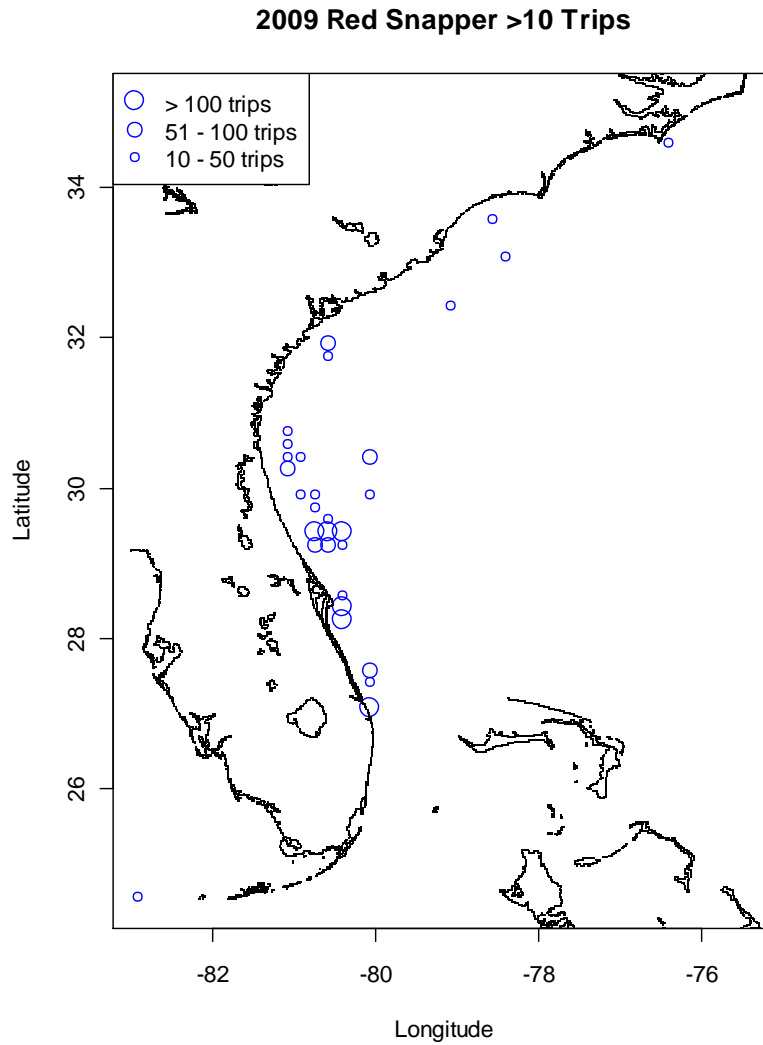 2009 Red Snapper >10 Trips
> 100 trips
51 - 100 trips
10 - 50 trips
34
32
30
28
26
Latitude
-82 -80 -78 -76
Longitude